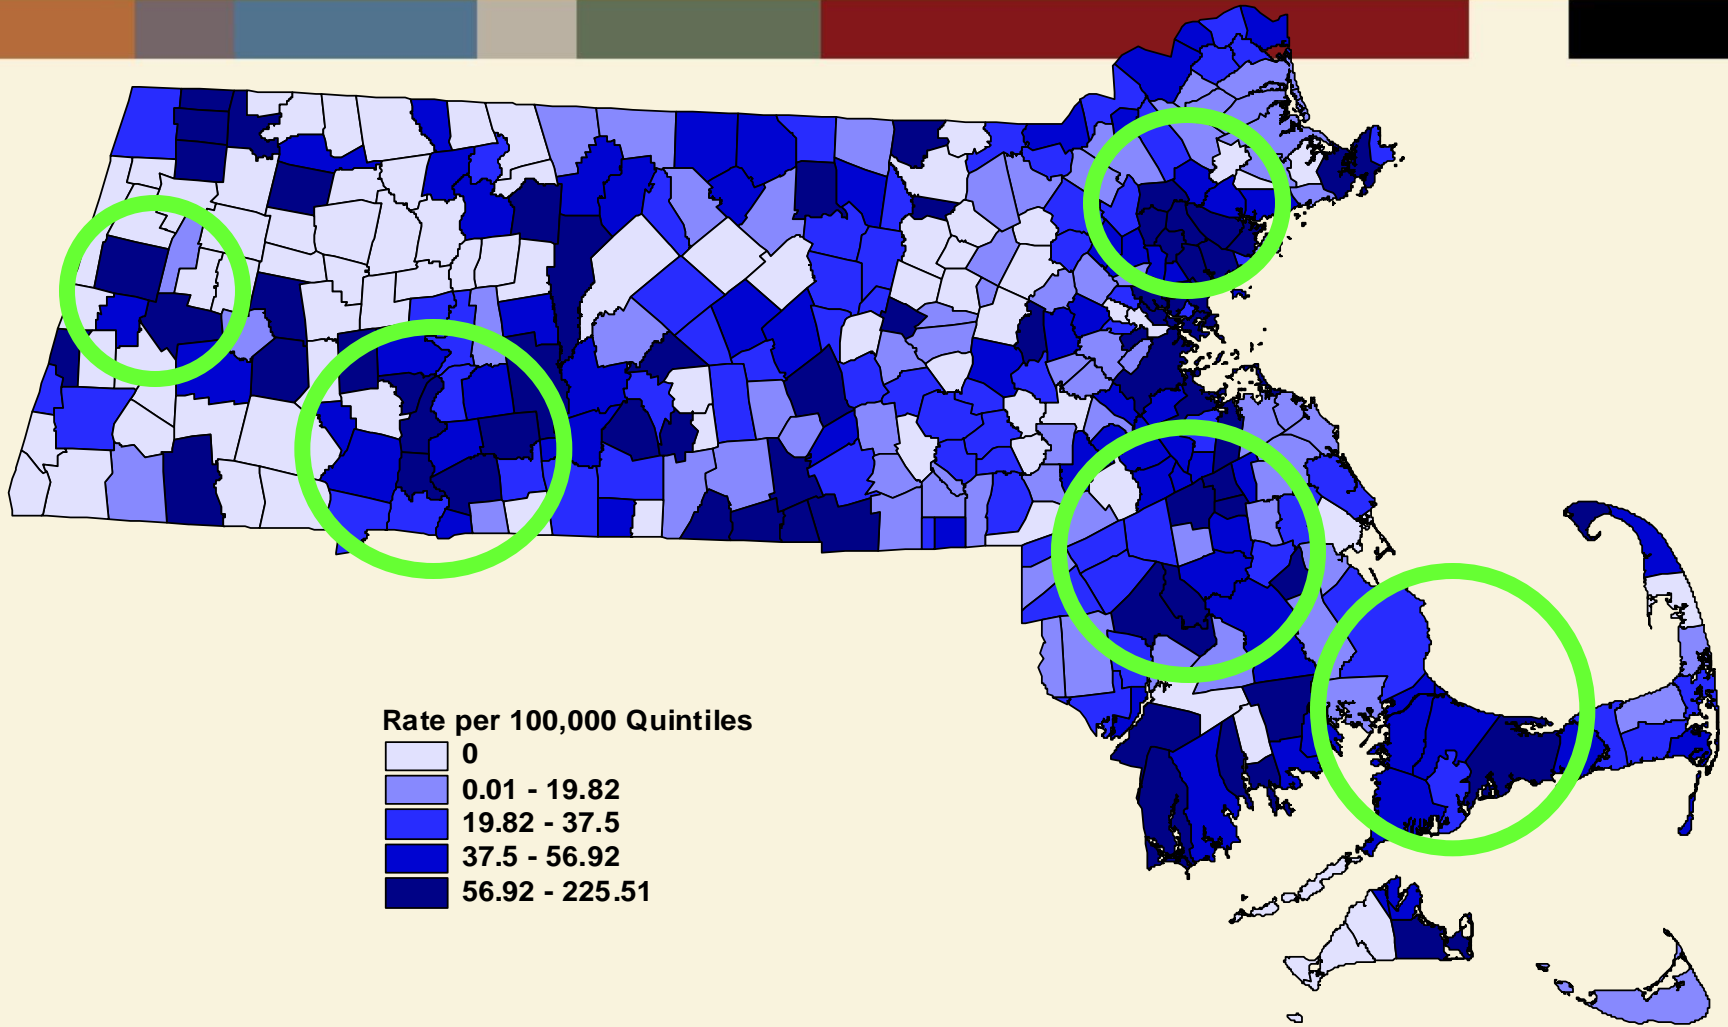 Rate per 100,000 Quintiles
0
0.01 - 19.82
19.82 - 37.5
37.5 - 56.92
56.92 - 225.51